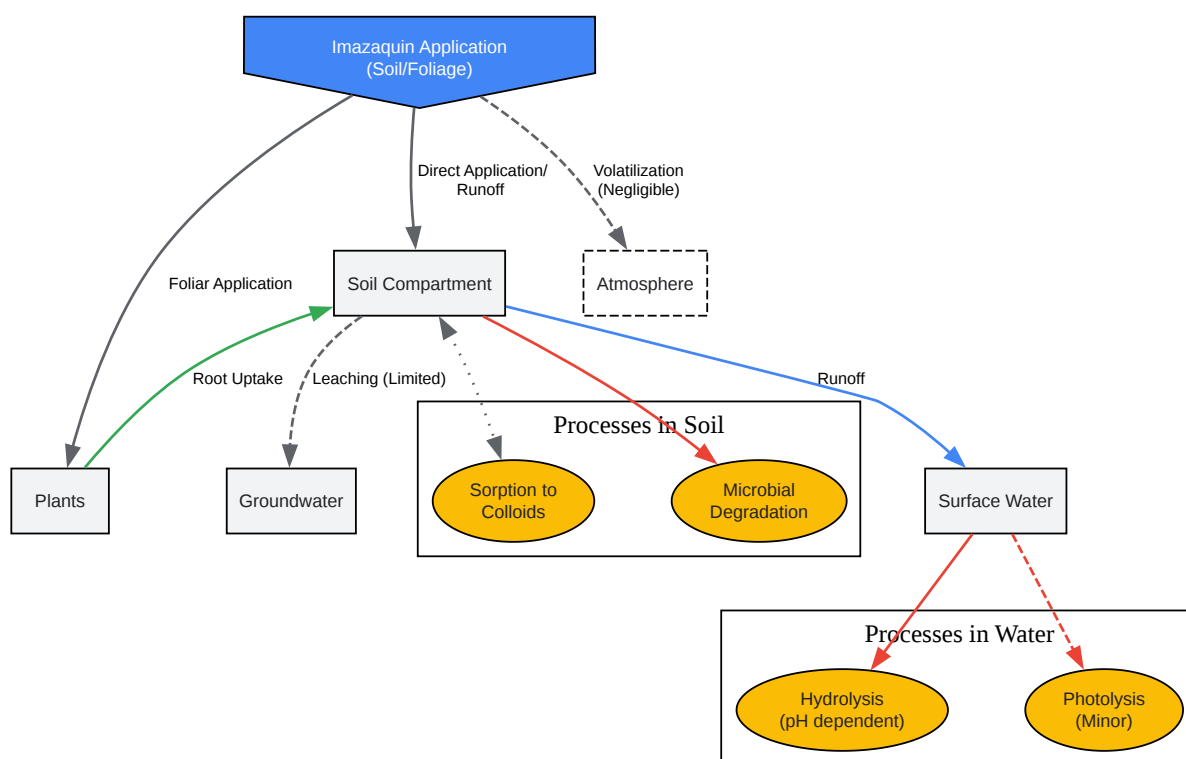 Imazaquin Application
(Soil/Foliage)
Direct Application/
Runoff
Volatilization
(Negligible)
Foliar Application
Soil Compartment
Atmosphere
Root Uptake
Leaching (Limited)
Runoff
Processes in Soil
Plants
Groundwater
Sorption to
Colloids
Microbial
Degradation
Surface Water
Processes in Water
Hydrolysis
(pH dependent)
Photolysis
(Minor)